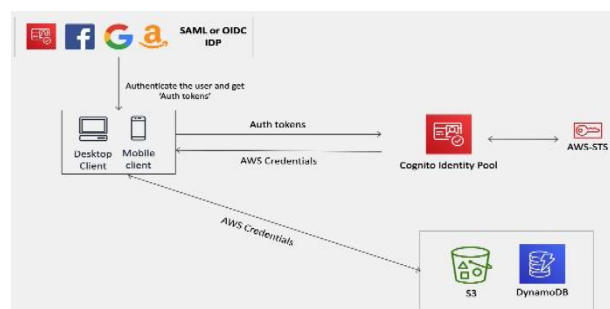 SAML or OIDC
IDP
Authenticate the user and get
'Auth tokens'
Desktop
Client
Mobile
client
Auth tokens
AWS Credentials
Cognito Identity Pool
AWS-STS
AWS Credentials
S3
DynamoDB